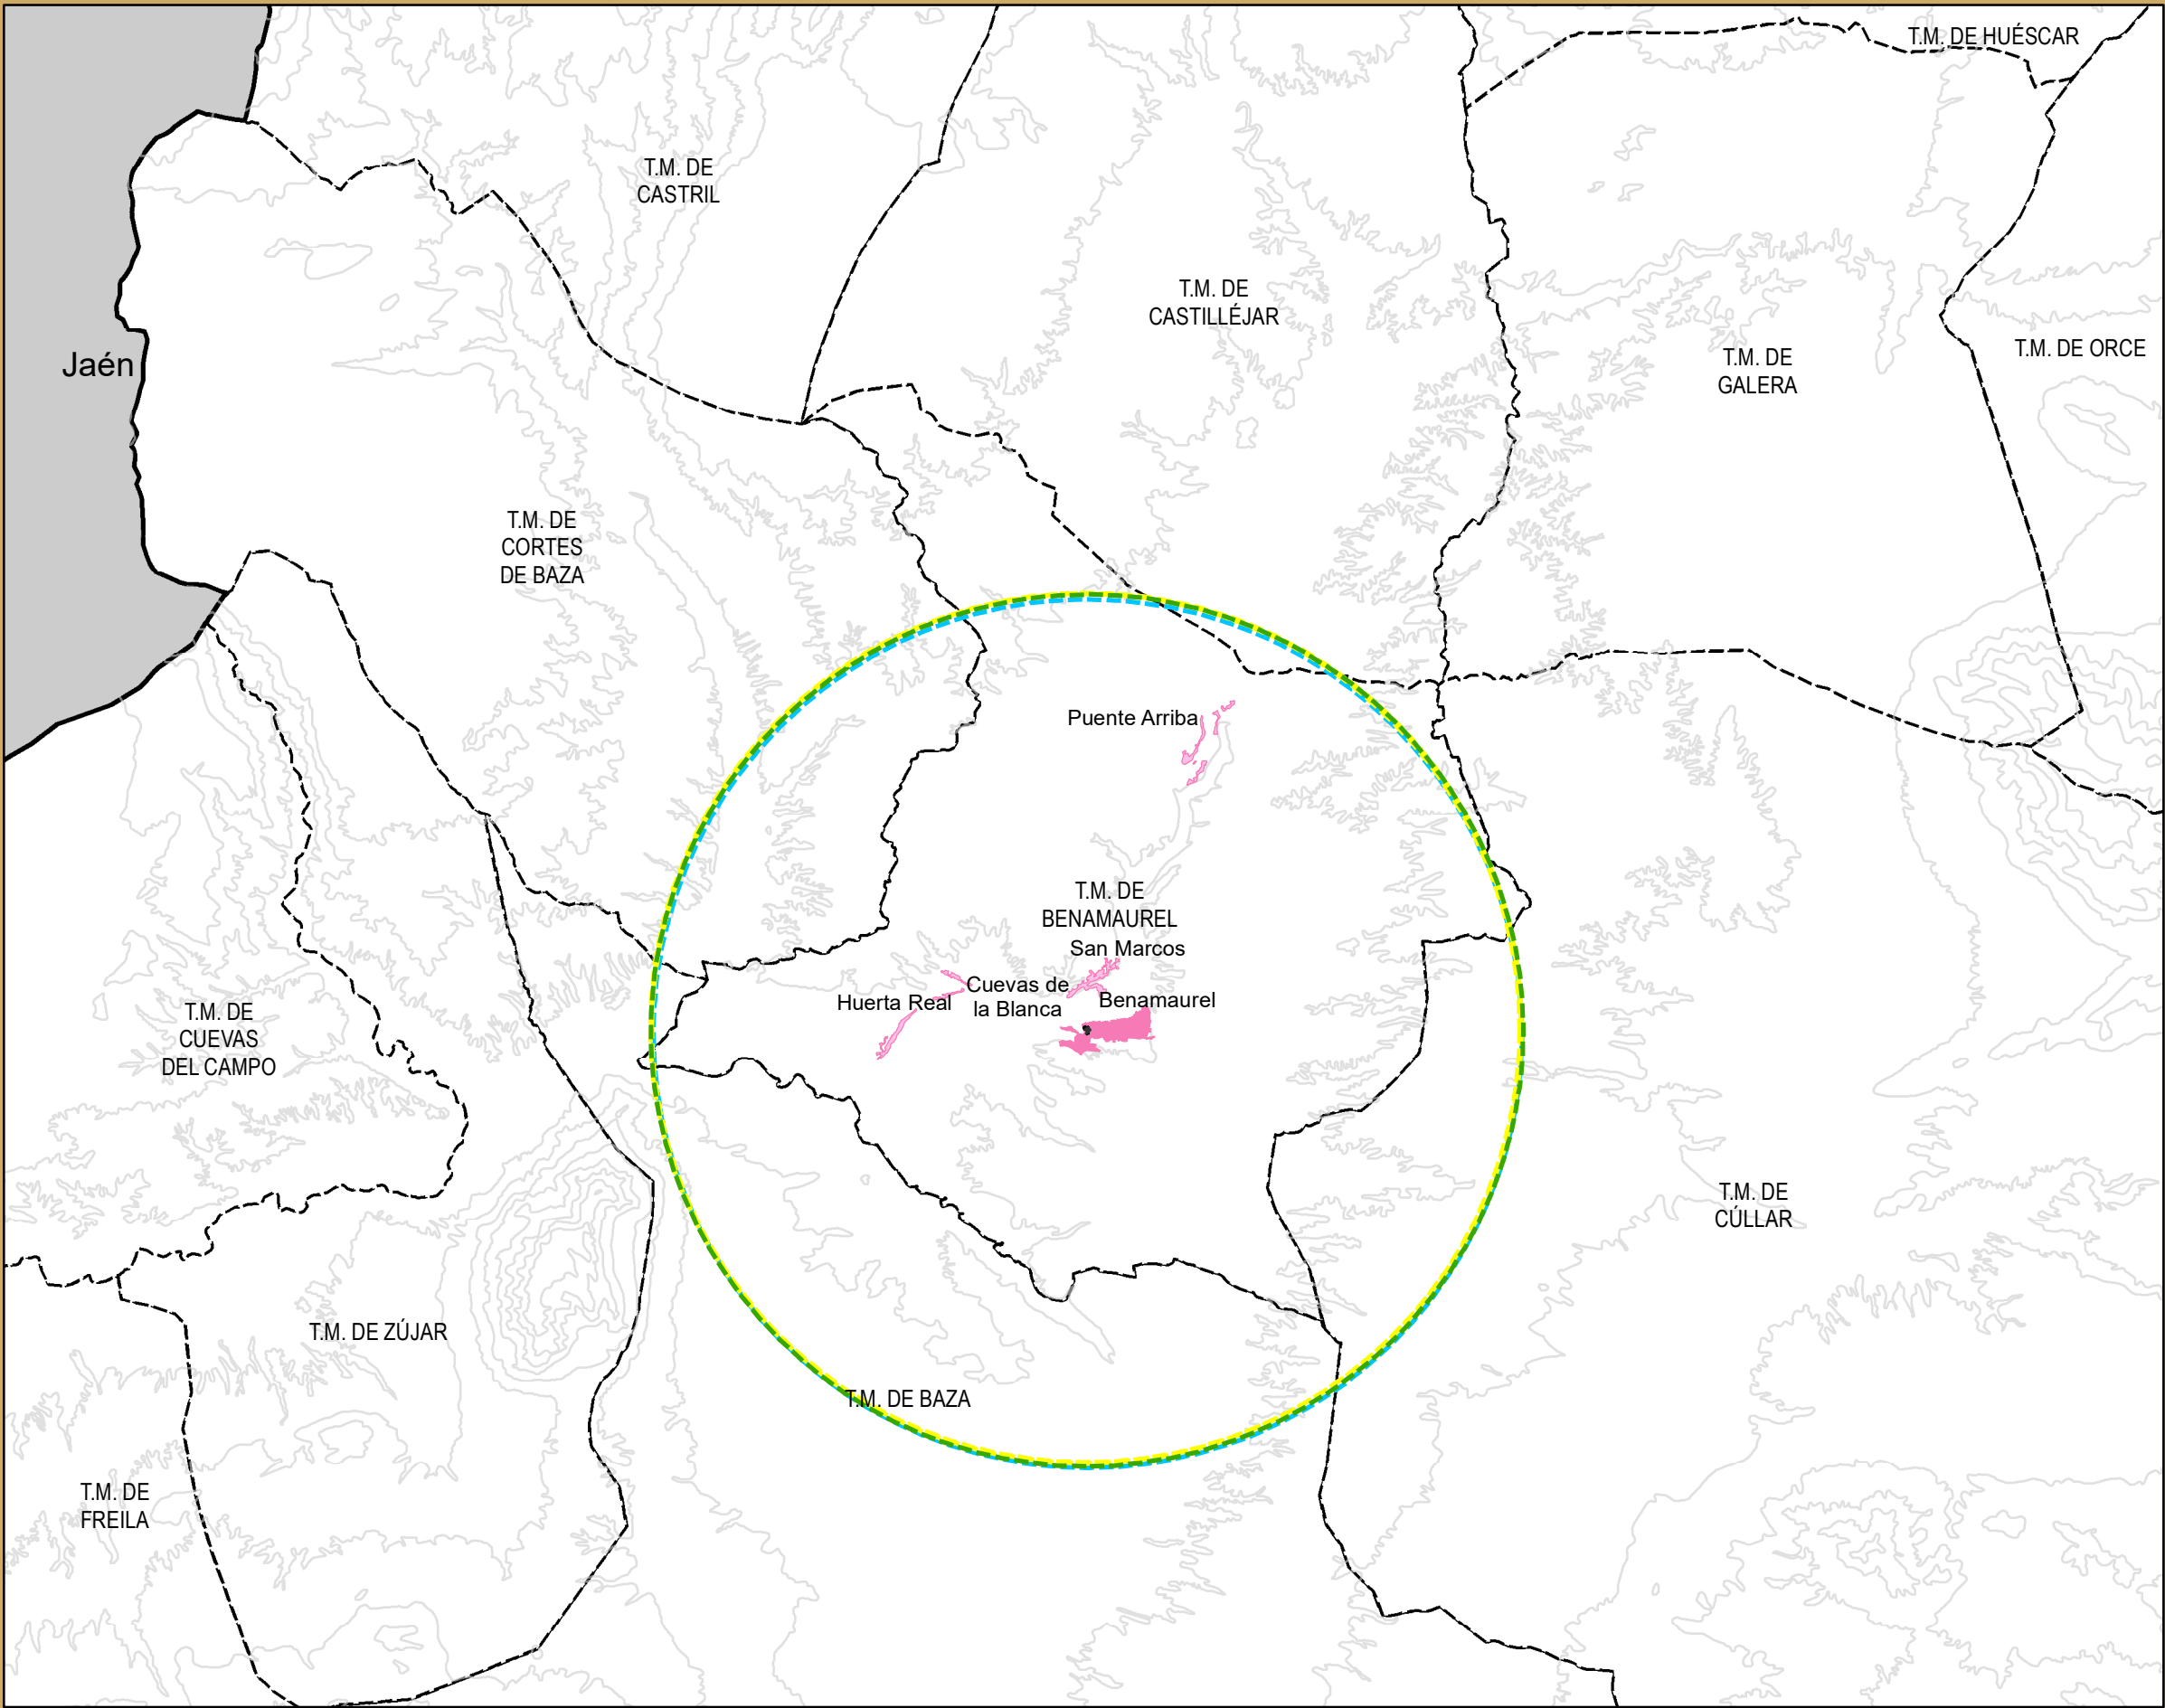 T.M. DE HUÉSCAR
T.M. DE
CASTRIL
T.M. DE
CASTILLÉJAR
Jaén
T.M. DE
GALERA
T.M. DE ORCE
T.M. DE
CORTES
DE BAZA
Puente Arriba
T.M. DE
BENAMAUREL
San Marcos
Cuevas de
la Blanca
Huerta Real
Benamaurel
T.M. DE
CUEVAS
DEL CAMPO
T.M. DE
CÚLLAR
T.M. DE ZÚJAR
T.M. DE BAZA
T.M. DE
FREILA